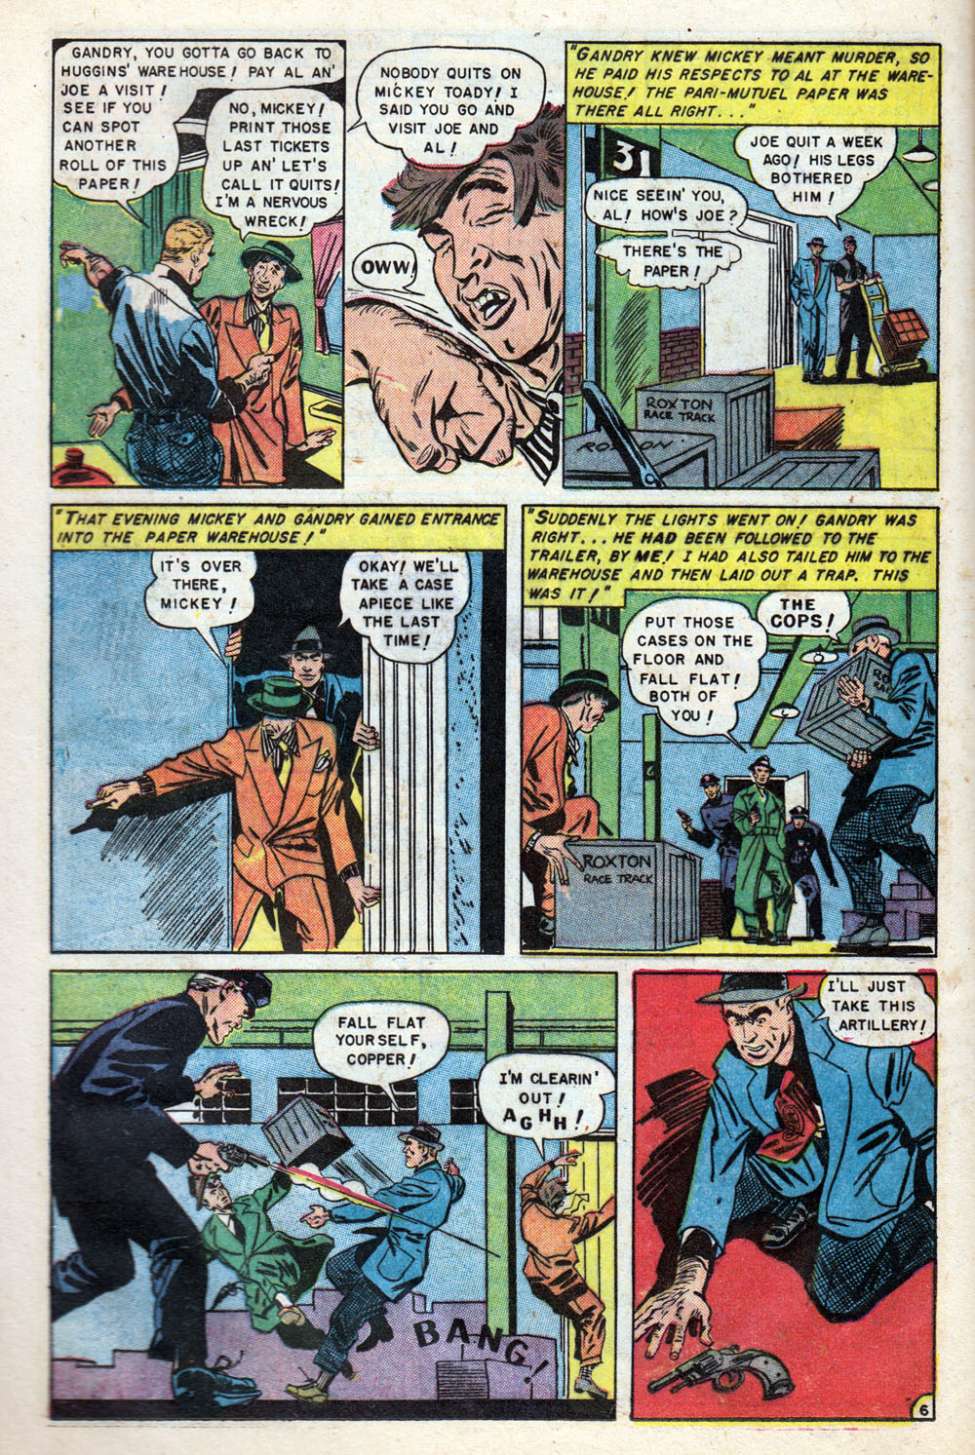 GANDRY, YOU GOTTA GO BACK TO
HUGGINS' WAREHOUSE! PAY AL AN'
JOE A VISIT!
SEE IF YOU
CAN SPOT
ANOTHER
ROLL OF THIS
PAPER!
NO, MICKEY!
PRINT THOSE
LAST TICKETS
UP AN' LET'S
CALL IT QUITS!
I'M A NERVOUS
WRECK!
NOBODY QUITS ON
MICKEY TOADY! I
SAID YOU GO AND
VISIT JOE AND
AL!
OWW!
"GANDRY KNEW MICKEY MEANT MURDER, SO
HE PAID HIS RESPECTS TO AL AT THE WARE-
HOUSE! THE PARI-MUTUEL PAPER WAS
THERE ALL RIGHT..."
31
JOE QUIT A WEEK
AGO! HIS LEGS
BOTHERED
HIM!
NICE SEEIN' YOU,
AL! HOW'S JOE?
THERE'S THE
PAPER!
ROXTON
RACE TRACK
ROXTON
"THAT EVENING MICKEY AND GANDRY GAINED ENTRANCE
INTO THE PAPER WAREHOUSE!"
IT'S OVER
THERE,
MICKEY!
OKAY! WE'LL
TAKE A CASE
APIECE LIKE
THE LAST
TIME!
"SUDDENLY THE LIGHTS WENT ON! GANDRY WAS
RIGHT... HE HAD BEEN FOLLOWED TO THE
TRAILER, BY ME! I HAD ALSO TAILED HIM TO THE
WAREHOUSE AND THEN LAID OUT A TRAP. THIS
WAS IT!"
PUT THOSE
CASES ON THE
FLOOR AND
FALL FLAT!
BOTH OF
YOU!
THE
COPS!
ROXTON
RACE
ROXTON
RACE TRACK
FALL FLAT
YOURSELF,
COPPER!
I'M CLEARIN'
OUT!
AGHH!
BANG!
I'LL JUST
TAKE THIS
ARTILLERY!
6